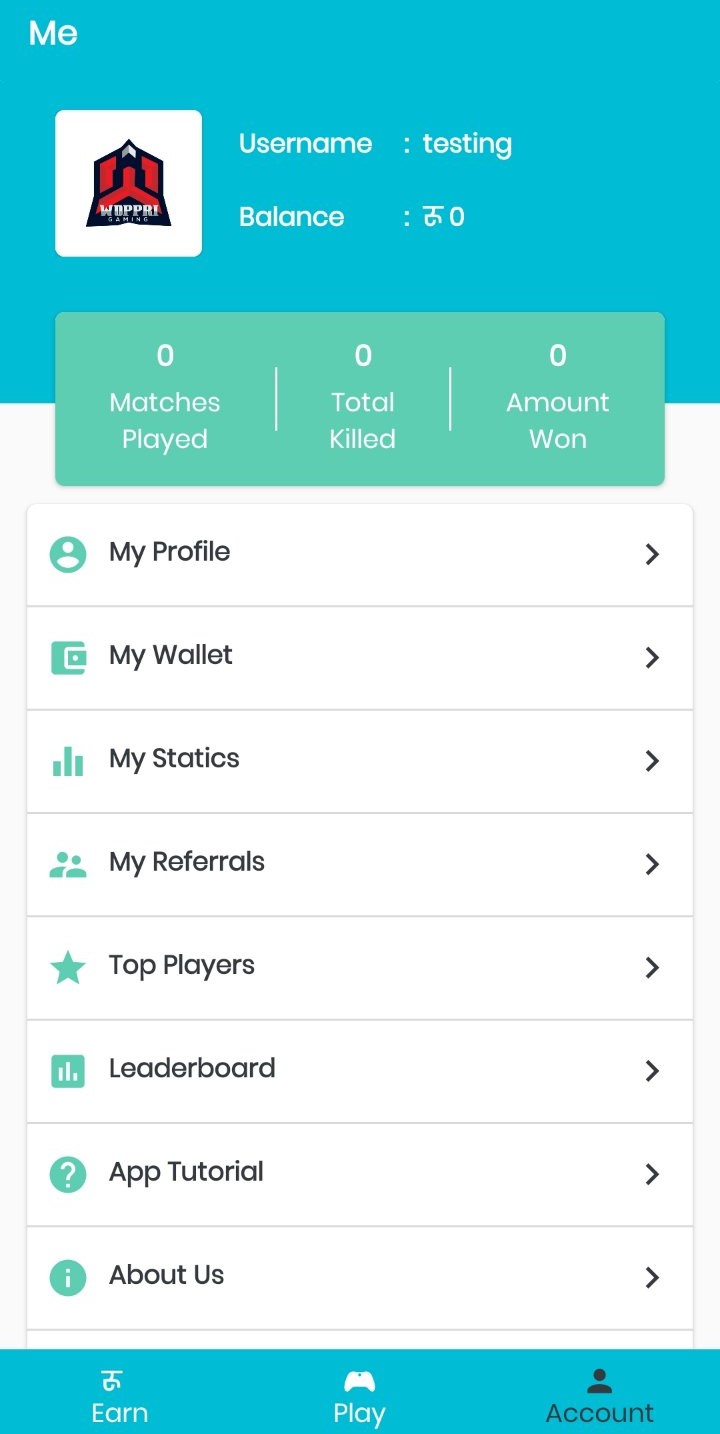 Me
Username : testing
WOPPRI
GAMING
Balance : रू 0
0 0 0
Matches Total Amount
Played Killed Won
My Profile
My Wallet
My Statics
My Referrals
Top Players
Leaderboard
App Tutorial
About Us
रू
Earn Play Account